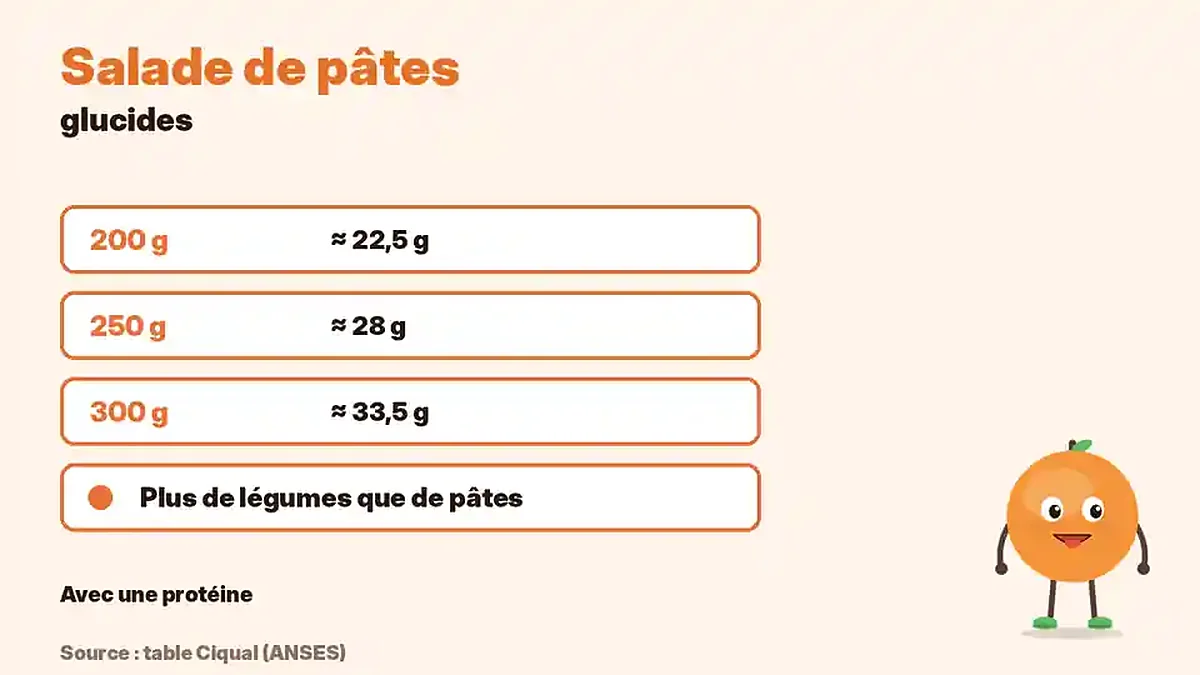 Salade de pâtes
glucides
200 g ≈ 22,5 g
250 g ≈ 28 g
300 g ≈ 33,5 g
Plus de légumes que de pâtes
Avec une protéine
Source : table Ciqual (ANSES)